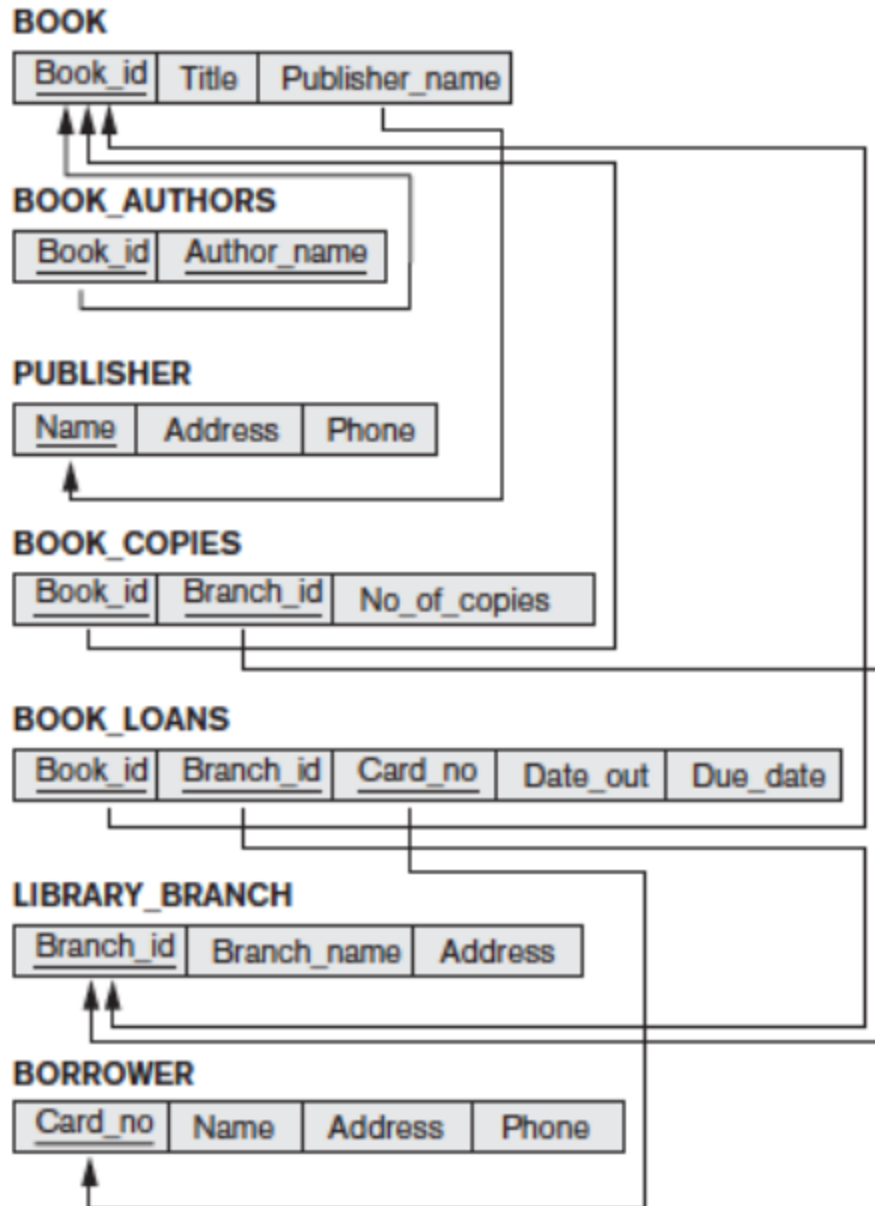 BOOK
Book_id Title Publisher_name
BOOK_AUTHORS
Book_id Author_name
PUBLISHER
Name Address Phone
BOOK_COPIES
Book_id Branch_id No_of_copies
BOOK_LOANS
Book_id Branch_id Card_no Date_out Due_date
LIBRARY_BRANCH
Branch_id Branch_name Address
BORROWER
Card_no Name Address Phone